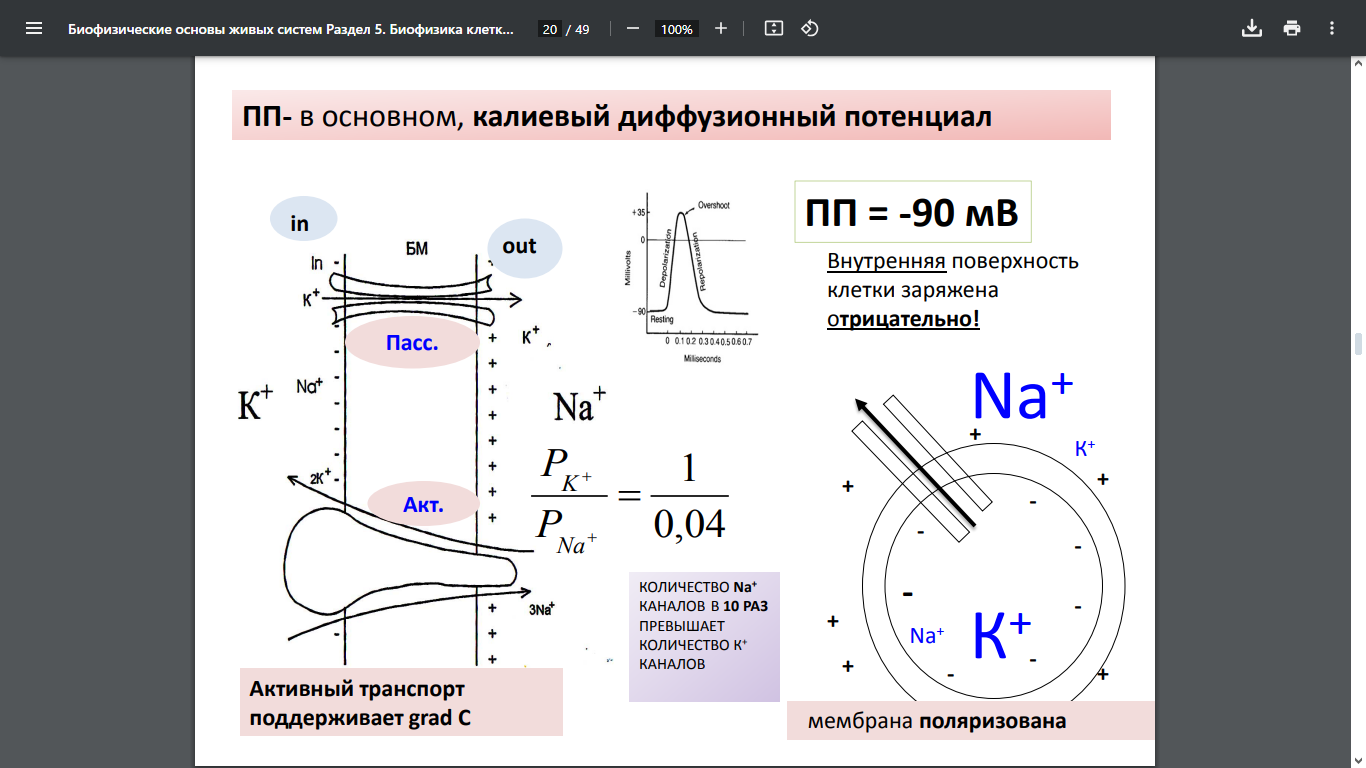 Биофизические основы живых систем Раздел 5. Биофизика клетк...
20 / 49
100%
ПП- в основном, калиевый диффузионный потенциал
in
БМ
out
In
K⁺
Пасс.
K⁺
Na⁺
K⁺
Na⁺
2K⁺
Акт.
3Na⁺
Активный транспорт
поддерживает grad C
Overshoot
+35
0
-90
Millivolts
Depolarization
Repolarization
Resting
0 0.1 0.2 0.3 0.4 0.5 0.6 0.7
Milliseconds
P K⁺ / P Na⁺ = 1 / 0,04
КОЛИЧЕСТВО Na⁺
КАНАЛОВ В 10 РАЗ
ПРЕВЫШАЕТ
КОЛИЧЕСТВО К⁺
КАНАЛОВ
ПП = -90 мВ
Внутренняя поверхность
клетки заряжена
отрицательно!
Na⁺
К⁺
Na⁺
К⁺
мембрана поляризована